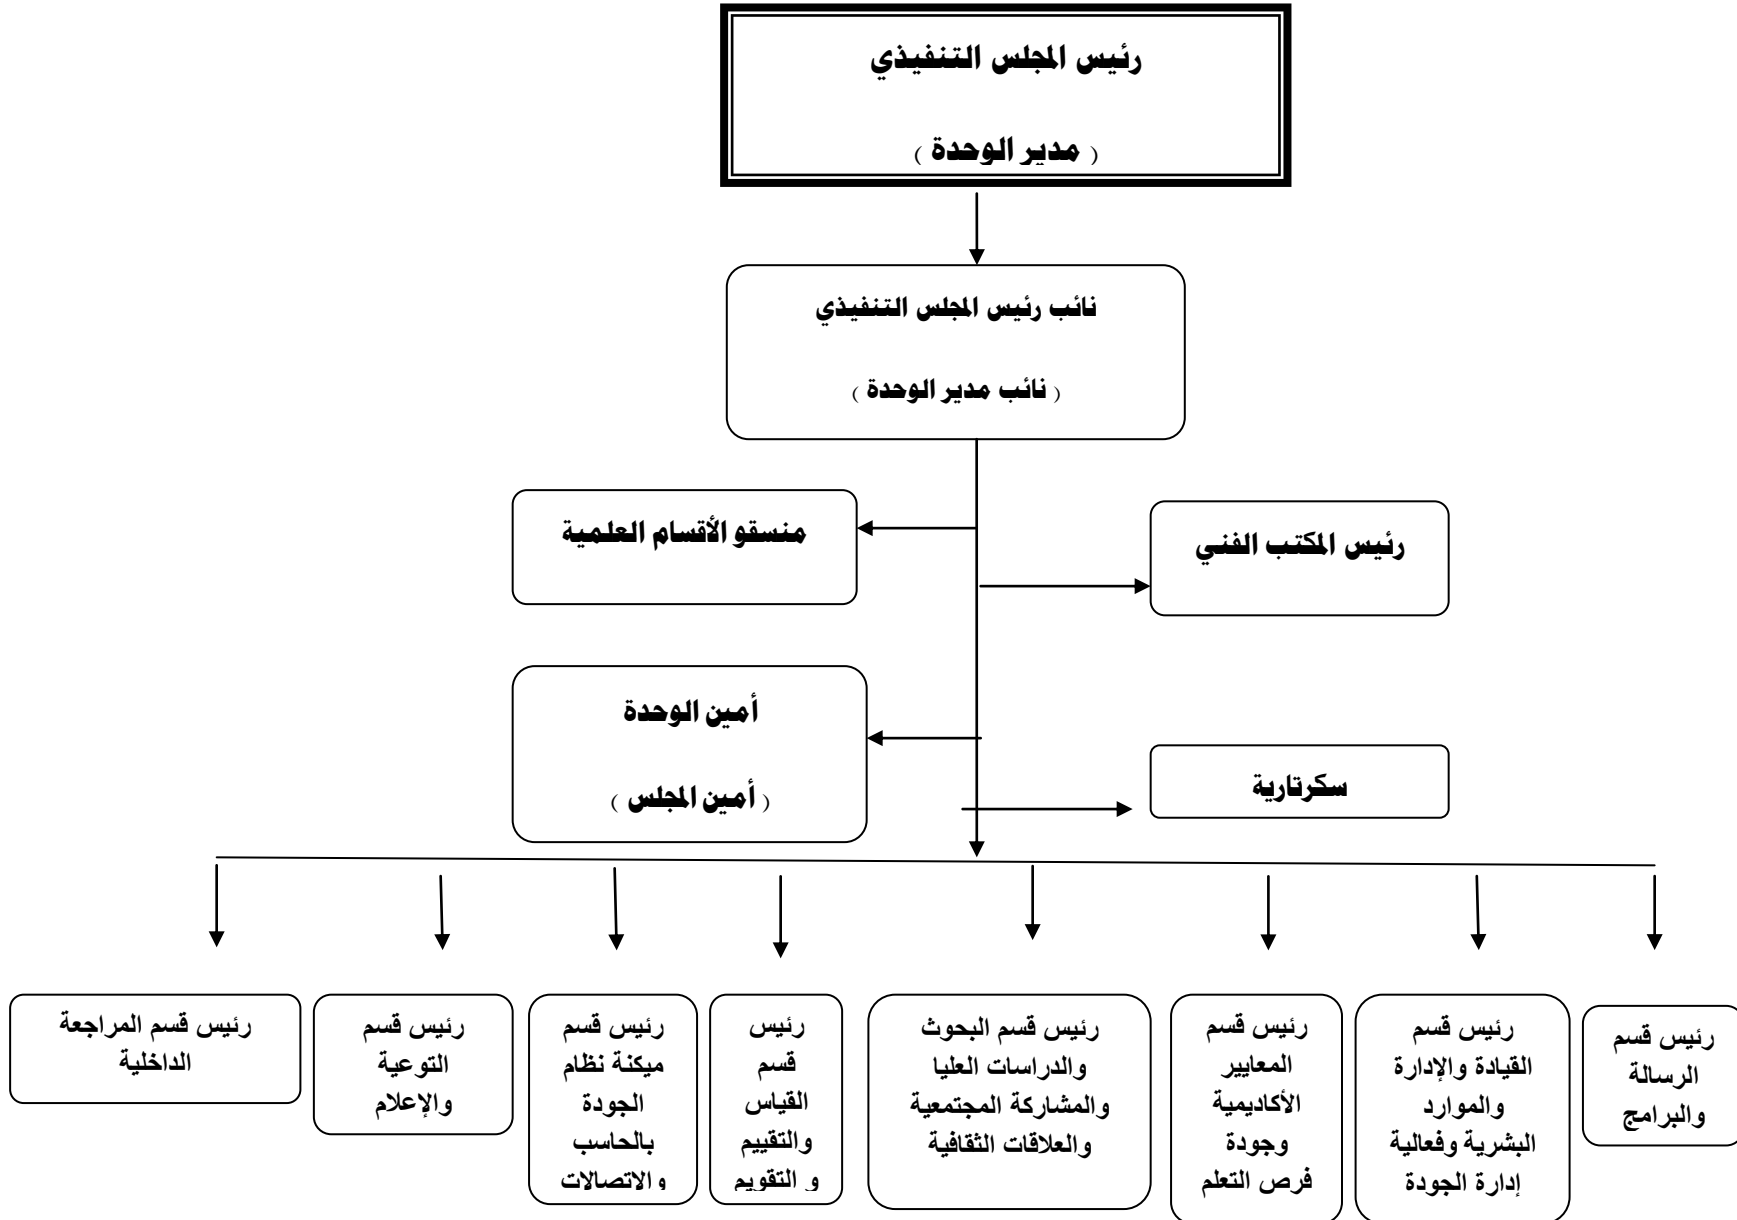 رئيس المجلس التنفيذي
( مدير الوحدة )
نائب رئيس المجلس التنفيذي
( نائب مدير الوحدة )
رئيس المكتب الفني
منسقو الأقسام العلمية
أمين الوحدة
( أمين المجلس )
سكرتارية
رئيس قسم
الرسالة
والبرامج
رئيس قسم
القيادة والإدارة
والموارد
البشرية وفعالية
إدارة الجودة
رئيس قسم
المعايير
الأكاديمية
وجودة
فرص التعلم
رئيس قسم البحوث
والدراسات العليا
والمشاركة المجتمعية
والعلاقات الثقافية
رئيس
قسم
القياس
والتقييم
و التقويم
رئيس قسم
ميكنة نظام
الجودة
بالحاسب
والاتصالات
رئيس قسم
التوعية
والإعلام
رئيس قسم المراجعة
الداخلية